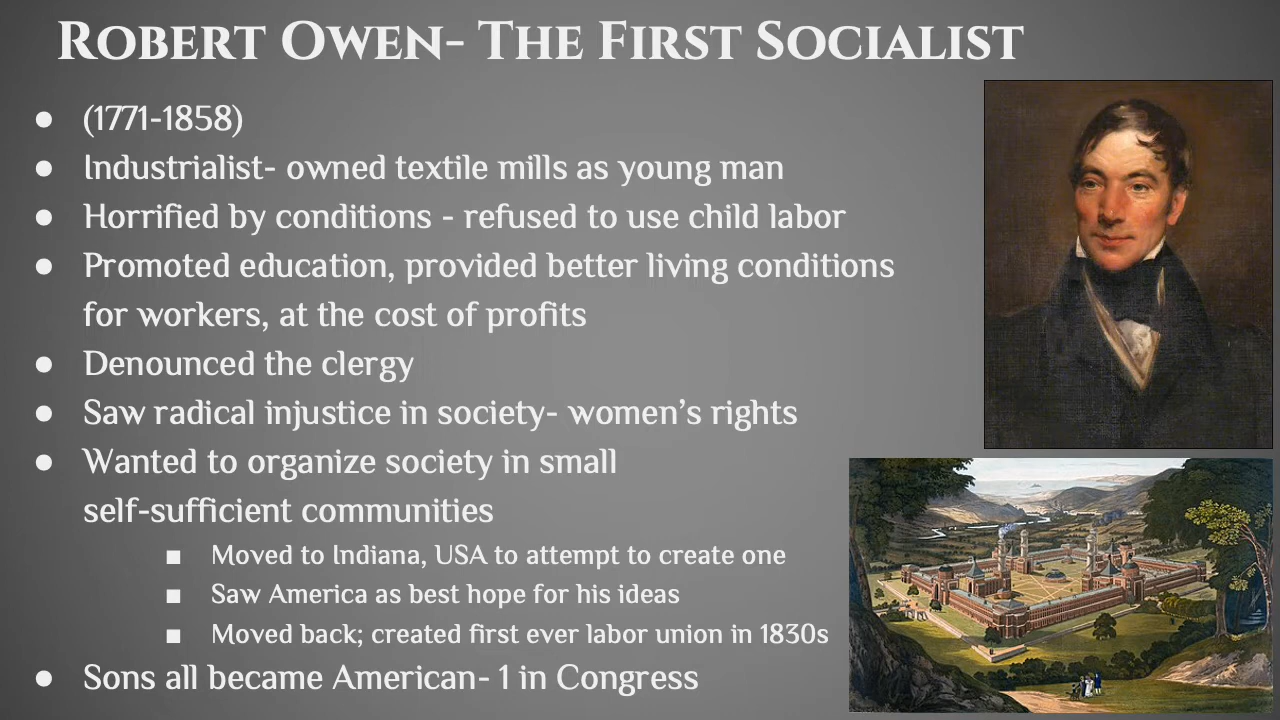 Robert Owen- The First Socialist
● (1771-1858)
● Industrialist- owned textile mills as young man
● Horrified by conditions - refused to use child labor
● Promoted education, provided better living conditions
for workers, at the cost of profits
● Denounced the clergy
● Saw radical injustice in society- women’s rights
● Wanted to organize society in small
self-sufficient communities
■ Moved to Indiana, USA to attempt to create one
■ Saw America as best hope for his ideas
■ Moved back; created first ever labor union in 1830s
● Sons all became American- 1 in Congress